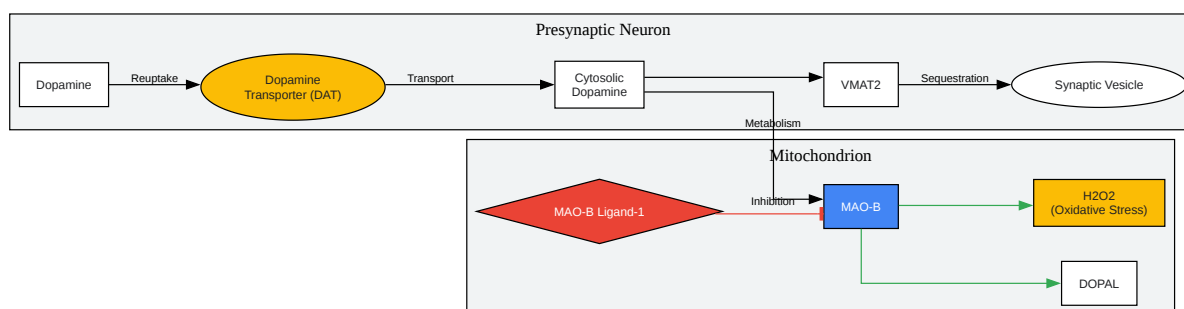 Presynaptic Neuron
Dopamine
Reuptake
Dopamine
Transporter (DAT)
Transport
Cytosolic
Dopamine
VMAT2
Sequestration
Synaptic Vesicle
Metabolism
Mitochondrion
MAO-B Ligand-1
Inhibition
MAO-B
H2O2
(Oxidative Stress)
DOPAL